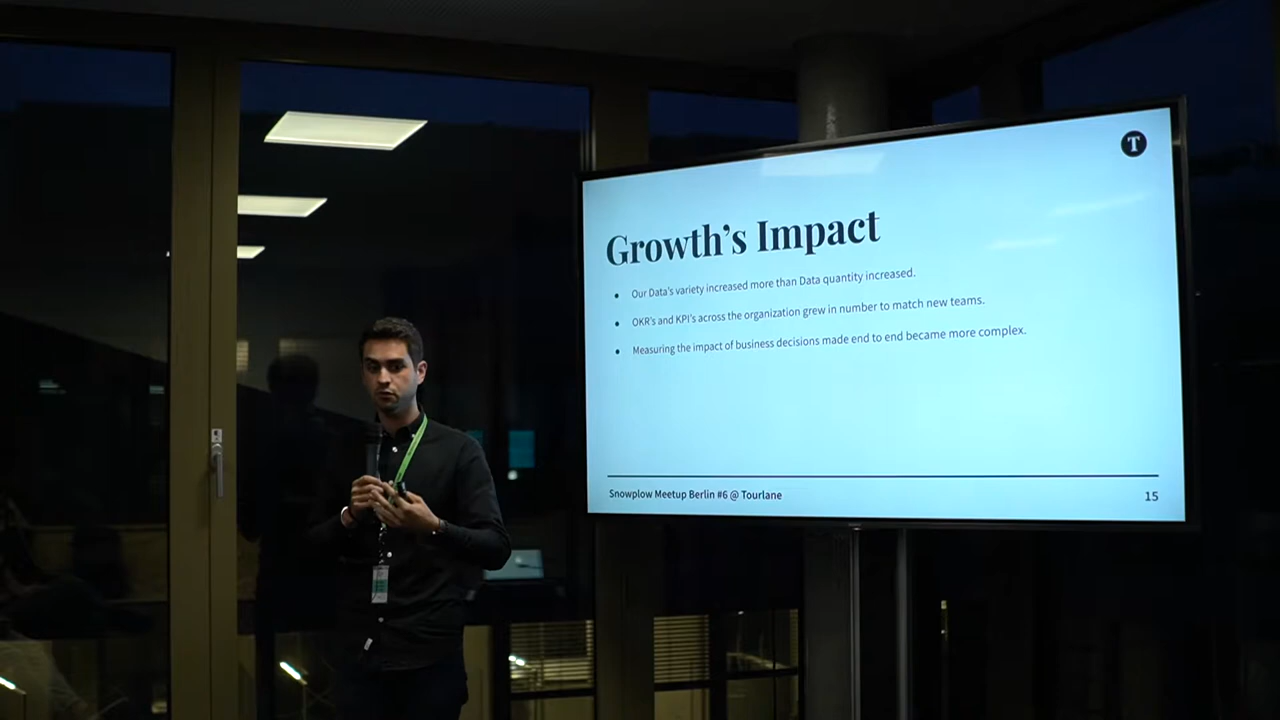 T
Growth's Impact
● Our Data's variety increased more than Data quantity increased.
● OKR's and KPI's across the organization grew in number to match new teams.
● Measuring the impact of business decisions made end to end became more complex.
Snowplow Meetup Berlin #6 @ Tourlane
15